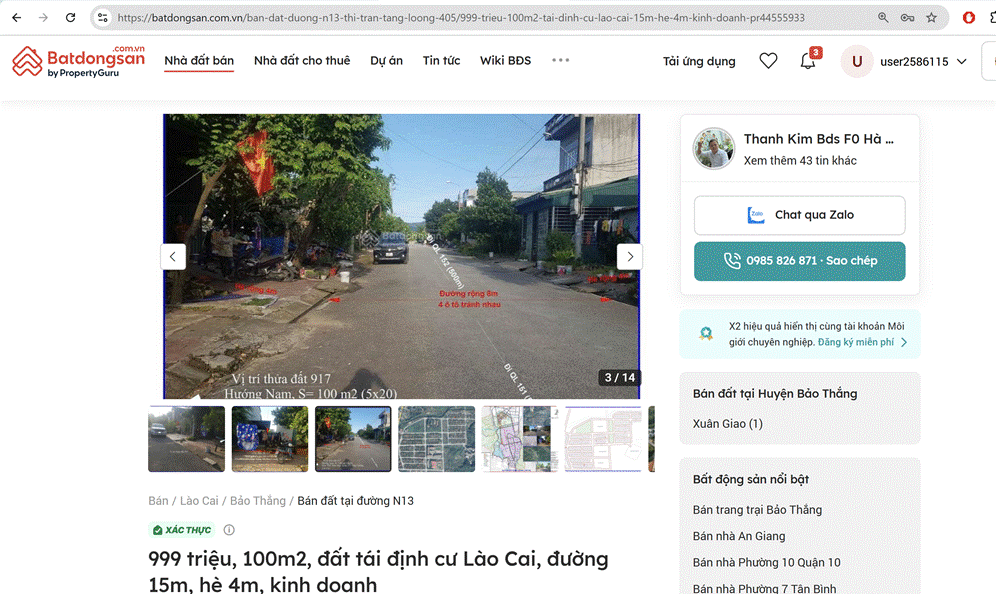 https://batdongsan.com.vn/ban-dat-duong-n13-thi-tran-tang-loong-405/999-trieu-100m2-tai-dinh-cu-lao-cai-15m-he-4m-kinh-doanh-pr44555933
.com.vn
Batdongsan
by PropertyGuru
Nhà đất bán
Nhà đất cho thuê
Dự án
Tin tức
Wiki BĐS
Tải ứng dụng
3
U
user2586115
Đi QL 152 (500m)
Đường rộng 8m
4 ô tô tránh nhau
Đi QL 151 (
Vị trí thửa đất 917
Hướng Nam, S= 100 m2 (5x20)
3 / 14
Thanh Kim Bds F0 Hà ...
Xem thêm 43 tin khác
Zalo
Chat qua Zalo
0985 826 871 · Sao chép
X2 hiệu quả hiển thị cùng tài khoản Môi
giới chuyên nghiệp. Đăng ký miễn phí
Bán đất tại Huyện Bảo Thắng
Xuân Giao (1)
Bất động sản nổi bật
Bán trang trại Bảo Thắng
Bán nhà An Giang
Bán nhà Phường 10 Quận 10
Bán nhà Phường 7 Tân Bình
Bán / Lào Cai / Bảo Thắng / Bán đất tại đường N13
XÁC THỰC
999 triệu, 100m2, đất tái định cư Lào Cai, đường
15m, hè 4m, kinh doanh